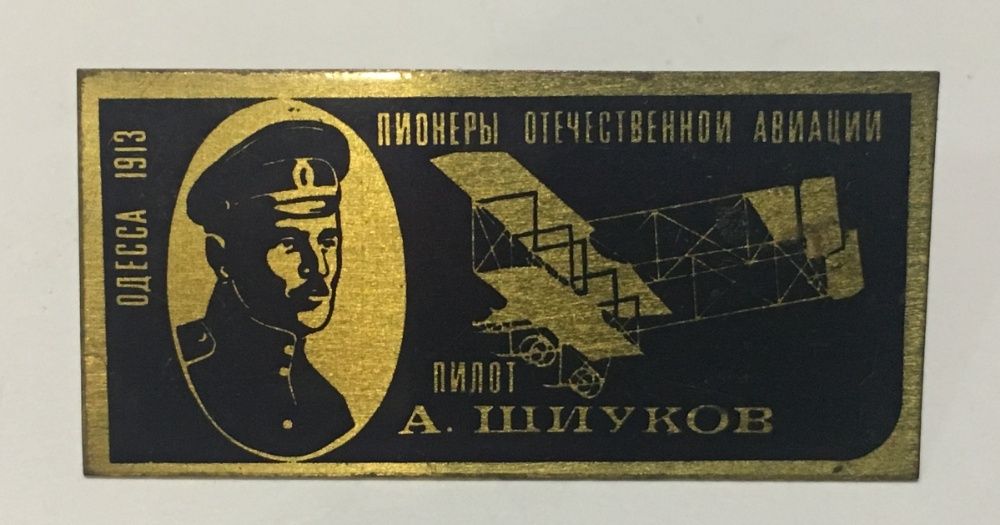 ОДЕССА 1913
ПИОНЕРЫ ОТЕЧЕСТВЕННОЙ АВИАЦИИ
ПИЛОТ
А. ШИУКОВ